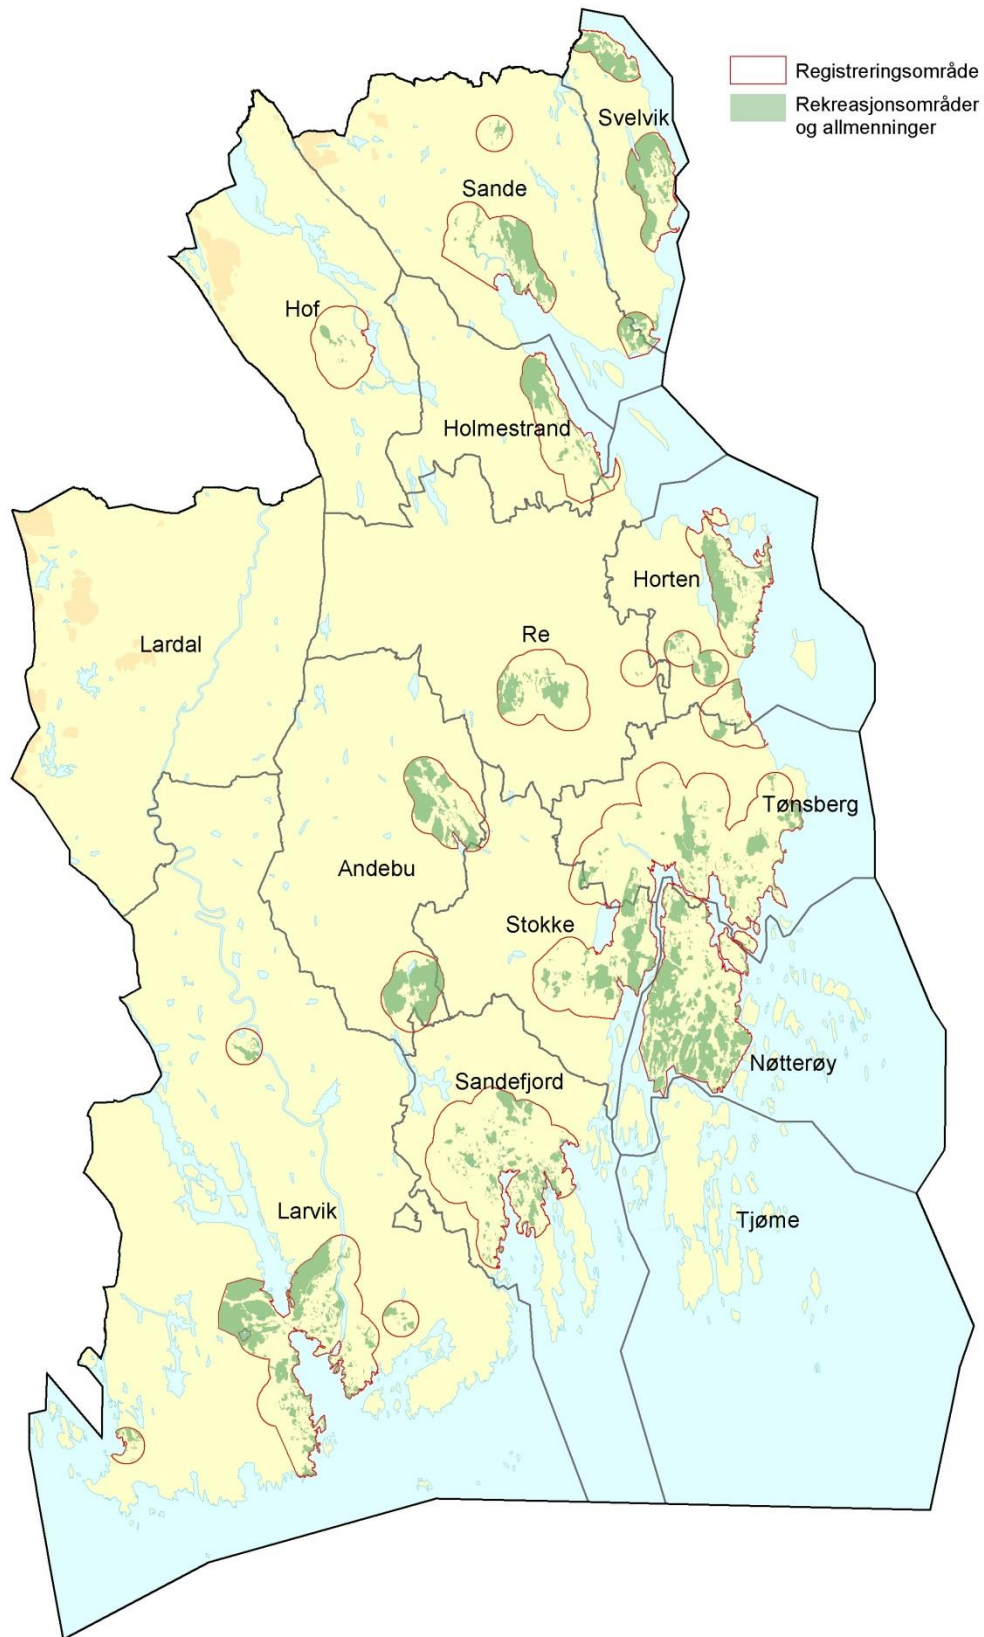 Registreringsområde
Rekreasjonsområder
og allmenninger
Svelvik
Sande
Hof
Holmestrand
Horten
Re
Lardal
Tønsberg
Andebu
Stokke
Nøtterøy
Sandefjord
Larvik
Tjøme